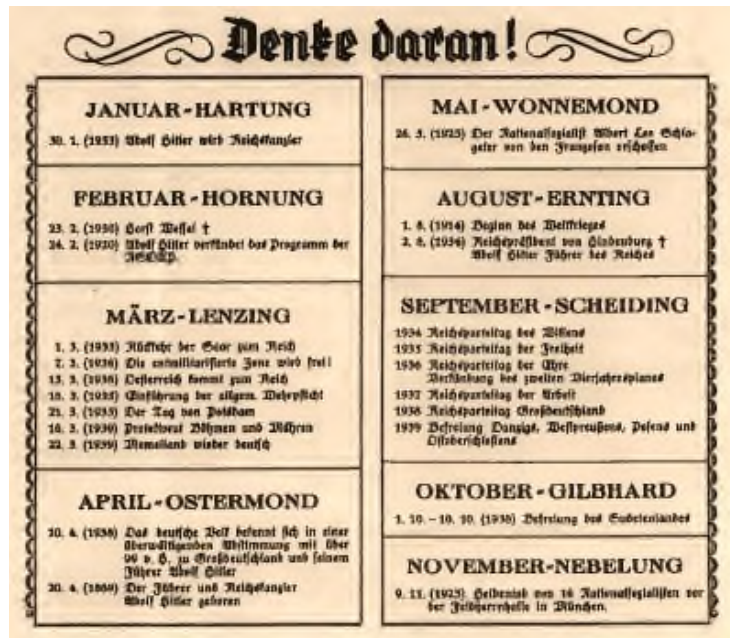 Denke daran!
JANUAR-HARTUNG
30. 1. (1933) Adolf Hitler wird Reichskanzler
FEBRUAR-HORNUNG
23. 2. (1930) Horst Wessel †
24. 2. (1920) Adolf Hitler verkündet das Programm der
NSDAP.
MÄRZ-LENZING
1. 3. (1935) Rückkehr der Saar zum Reich
7. 3. (1936) Die entmilitarisierte Zone wird frei!
13. 3. (1938) Oesterreich kommt zum Reich
16. 3. (1935) Einführung der allgem. Wehrpflicht
21. 3. (1933) Der Tag von Potsdam
16. 3. (1939) Protektorat Böhmen und Mähren
22. 3. (1939) Memelland wieder deutsch
APRIL-OSTERMOND
10. 4. (1938) Das deutsche Volk bekennt sich in einer
überwältigenden Abstimmung mit über
99 v. H. zu Großdeutschland und seinem
Führer Adolf Hitler
20. 4. (1889) Der Führer und Reichskanzler
Adolf Hitler geboren
MAI-WONNEMOND
26. 5. (1923) Der Nationalsozialist Albert Leo Schla-
geter von den Franzosen erschossen
AUGUST-ERNTING
1. 8. (1914) Beginn des Weltkrieges
2. 8. (1934) Reichspräsident von Hindenburg †
Adolf Hitler Führer des Reiches
SEPTEMBER-SCHEIDING
1934 Reichsparteitag des Willens
1935 Reichsparteitag der Freiheit
1936 Reichsparteitag der Ehre
Verkündung des zweiten Vierjahresplanes
1937 Reichsparteitag der Arbeit
1938 Reichsparteitag Großdeutschland
1939 Befreiung Danzigs, Westpreußens, Posens und
Ostoberschlesiens
OKTOBER-GILBHARD
1. 10. – 10. 10. (1938) Befreiung des Sudetenlandes
NOVEMBER-NEBELUNG
9. 11. (1923) Heldentod von 16 Nationalsozialisten vor
der Feldherrnhalle in München.